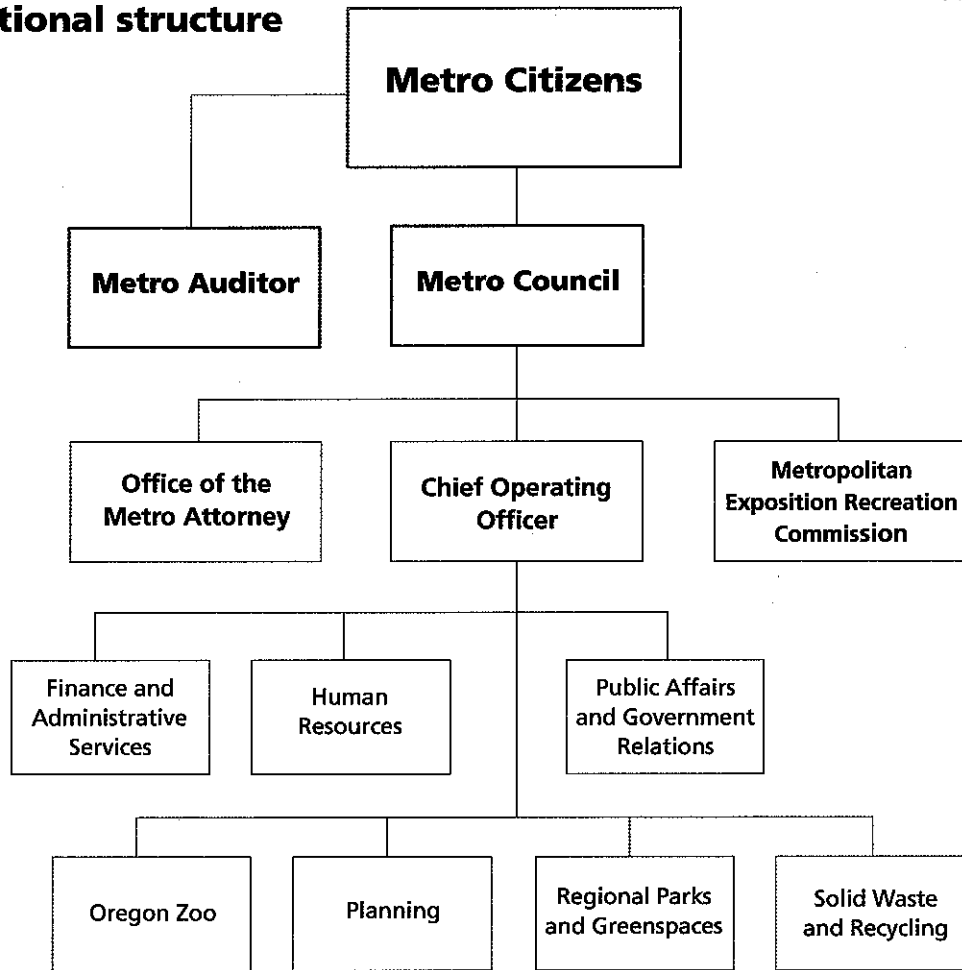 tional structure
Metro Citizens
Metro Auditor
Metro Council
Office of the
Metro Attorney
Chief Operating
Officer
Metropolitan
Exposition Recreation
Commission
Finance and
Administrative
Services
Human
Resources
Public Affairs
and Government
Relations
Oregon Zoo
Planning
Regional Parks
and Greenspaces
Solid Waste
and Recycling